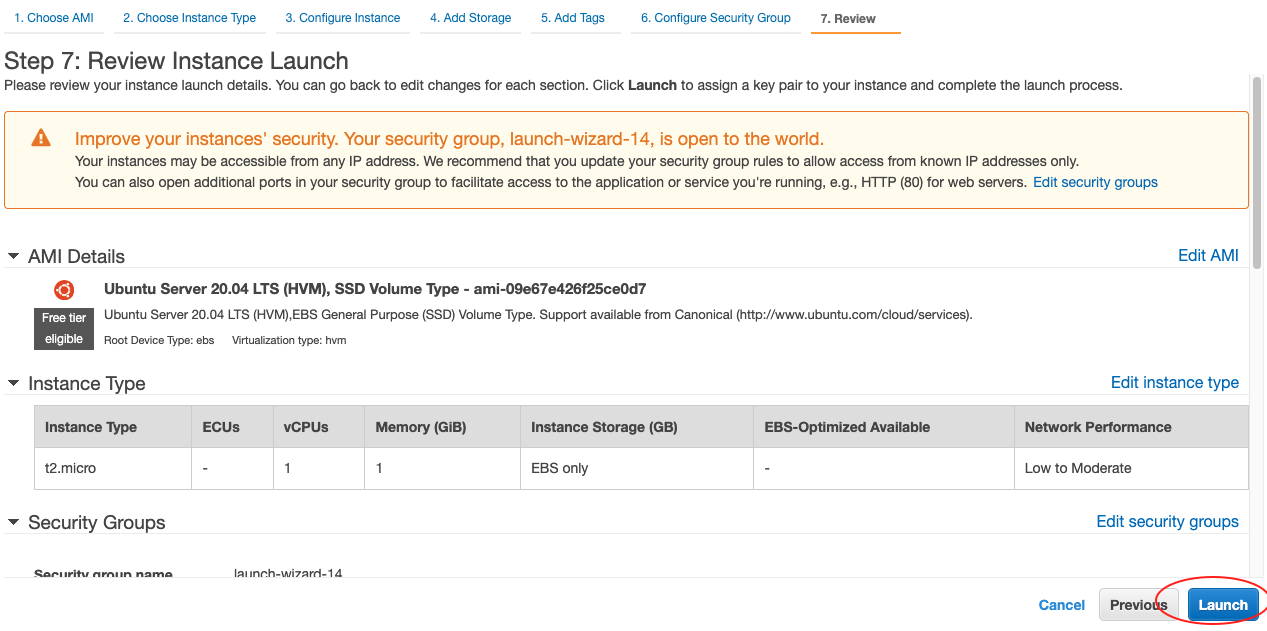 1. Choose AMI 2. Choose Instance Type 3. Configure Instance 4. Add Storage 5. Add Tags 6. Configure Security Group 7. Review
Step 7: Review Instance Launch
Please review your instance launch details. You can go back to edit changes for each section. Click Launch to assign a key pair to your instance and complete the launch process.
Improve your instances' security. Your security group, launch-wizard-14, is open to the world.
Your instances may be accessible from any IP address. We recommend that you update your security group rules to allow access from known IP addresses only.
You can also open additional ports in your security group to facilitate access to the application or service you're running, e.g., HTTP (80) for web servers. Edit security groups
AMI Details Edit AMI
Ubuntu Server 20.04 LTS (HVM), SSD Volume Type - ami-09e67e426f25ce0d7
Free tier eligible
Ubuntu Server 20.04 LTS (HVM),EBS General Purpose (SSD) Volume Type. Support available from Canonical (http://www.ubuntu.com/cloud/services).
Root Device Type: ebs Virtualization type: hvm
Instance Type Edit instance type
Instance Type ECUs vCPUs Memory (GiB) Instance Storage (GB) EBS-Optimized Available Network Performance
t2.micro - 1 1 EBS only - Low to Moderate
Security Groups Edit security groups
Security group name launch-wizard-14
Cancel Previous Launch